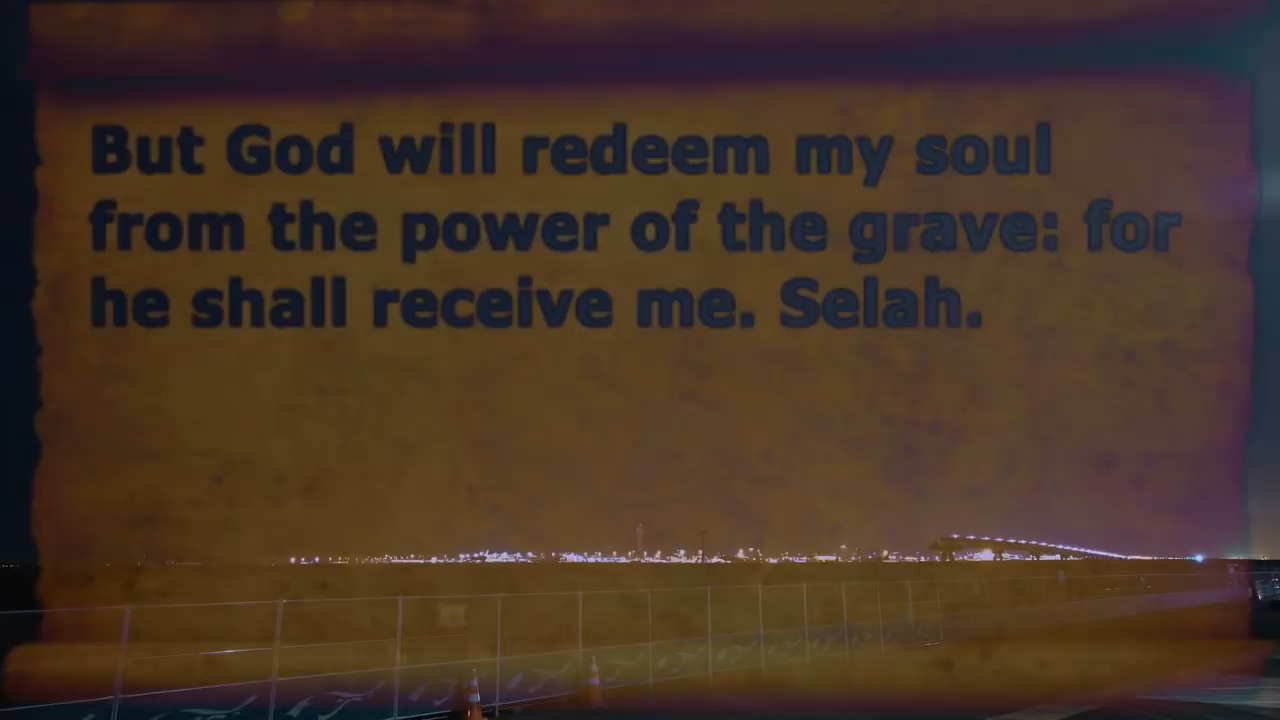 But God will redeem my soul
from the power of the grave: for
he shall receive me. Selah.